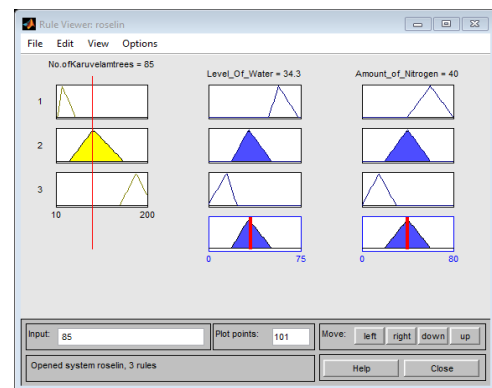 Rule Viewer: roselin
File Edit View Options
No.ofKaruvelamtrees = 85
Level_Of_Water = 34.3
Amount_of_Nitrogen = 40
1
2
3
10 200
0 75
0 80
Input: 85
Plot points: 101
Move: left right down up
Opened system roselin, 3 rules
Help Close